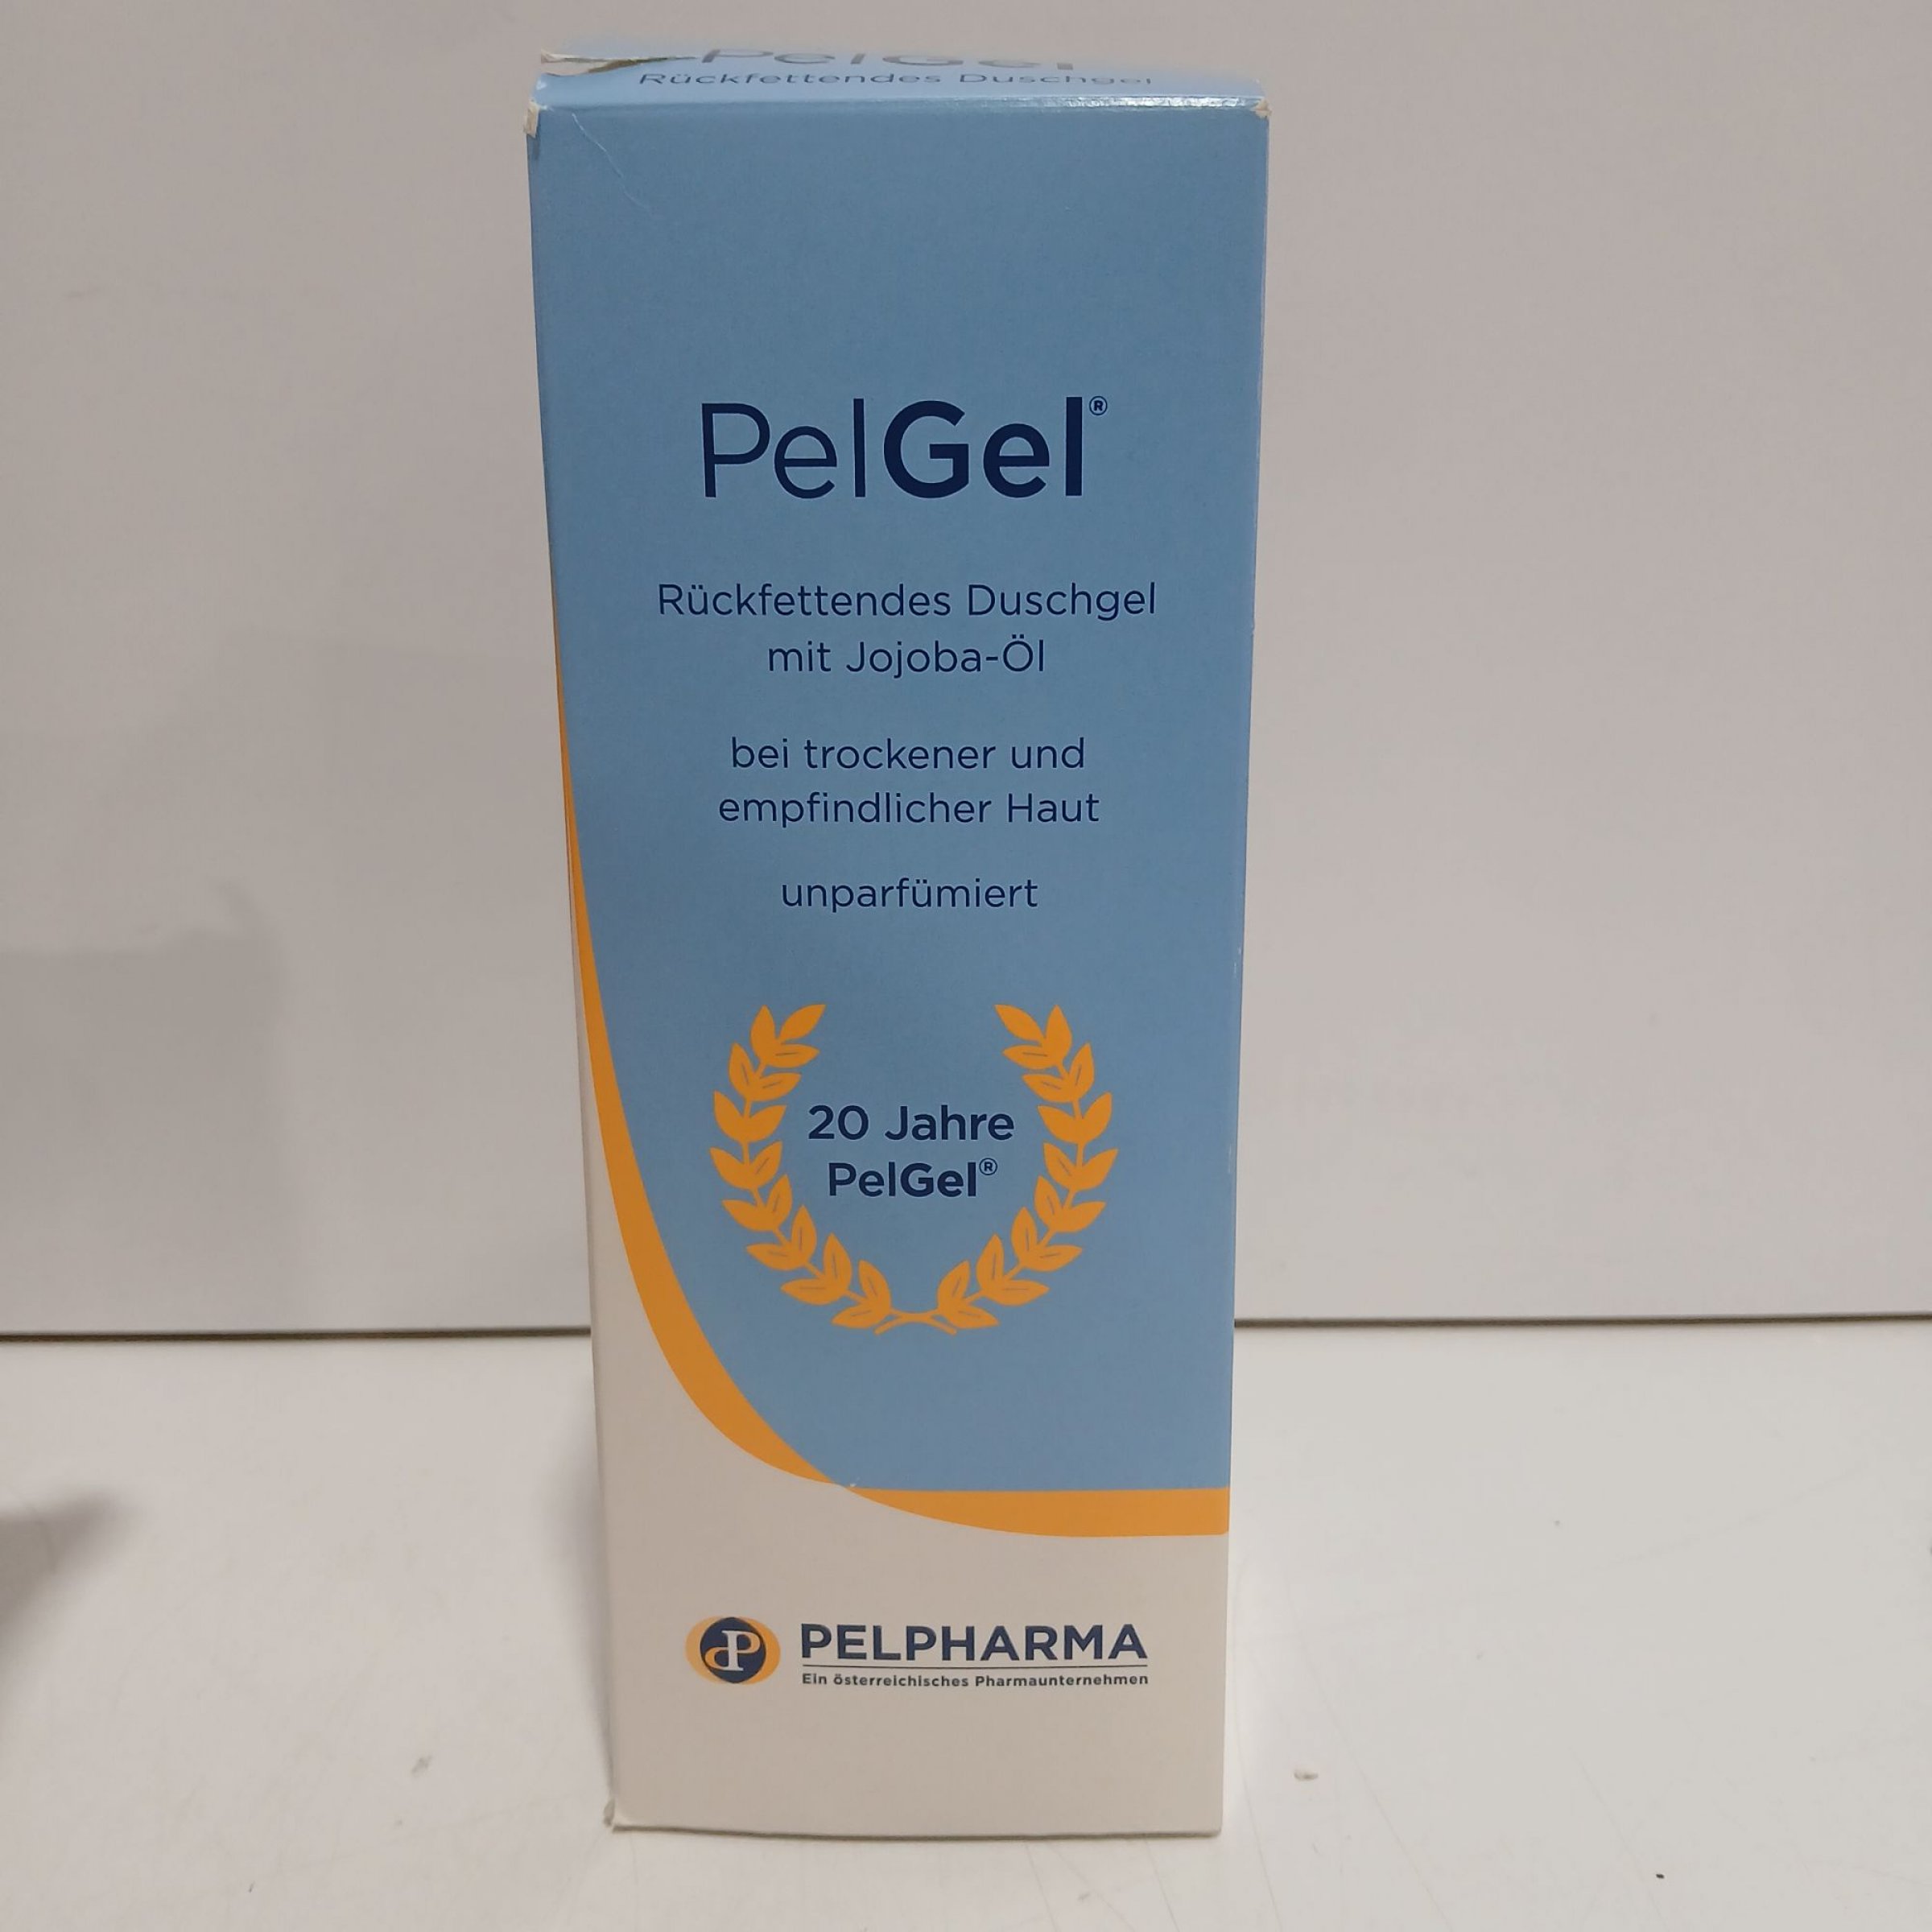 PelGel
Rückfettendes Duschgel
PelGel®
Rückfettendes Duschgel
mit Jojoba-Öl
bei trockener und
empfindlicher Haut
unparfümiert
20 Jahre
PelGel®
P PELPHARMA
Ein österreichisches Pharmaunternehmen